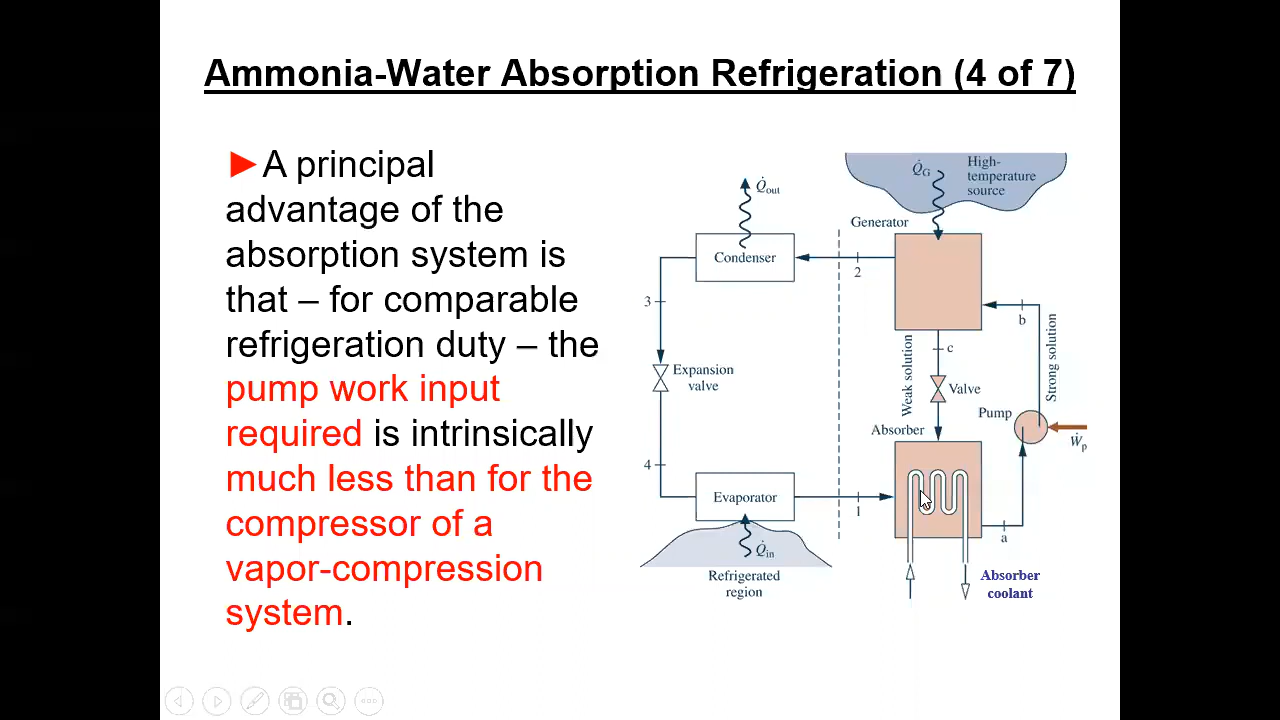 Ammonia-Water Absorption Refrigeration (4 of 7)
►A principal
advantage of the
absorption system is
that – for comparable
refrigeration duty – the
pump work input
required is intrinsically
much less than for the
compressor of a
vapor-compression
system.
Q̇G
High-
temperature
source
Q̇out
Generator
Condenser
2
3
b
c
Weak solution
Strong solution
Expansion
valve
Valve
Pump
Ẇp
Absorber
4
Evaporator
1
a
Q̇in
Refrigerated
region
Absorber
coolant